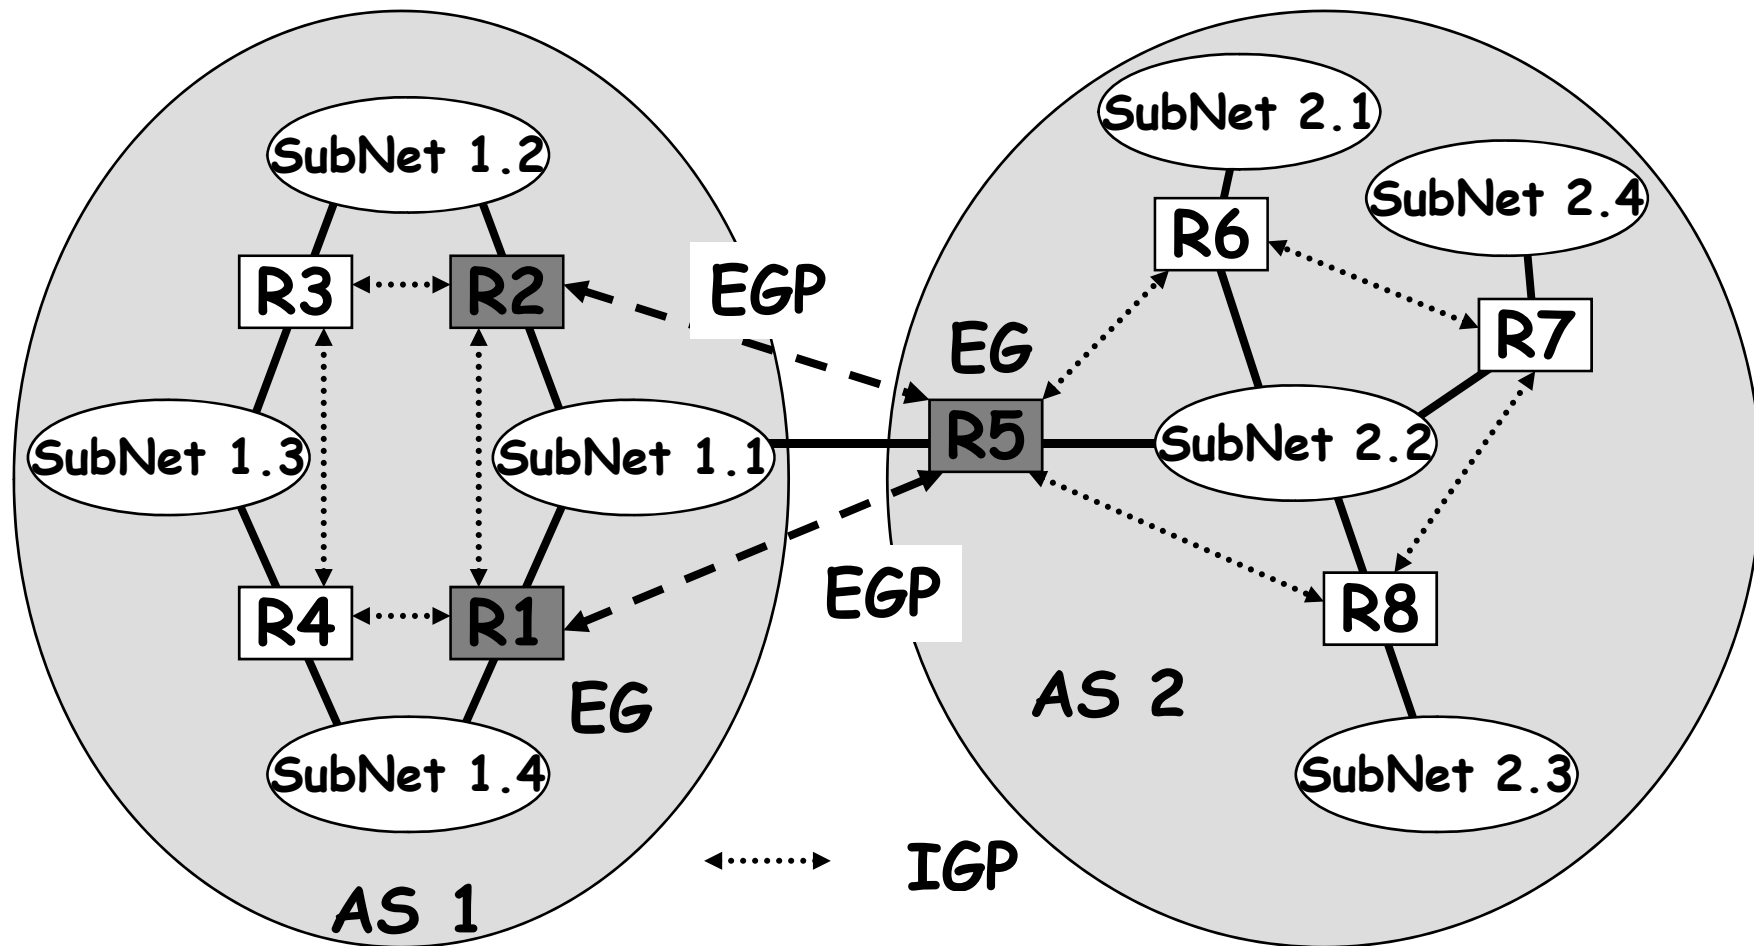 SubNet 1.2
R3
R2
SubNet 1.3
SubNet 1.1
R4
R1
EG
SubNet 1.4
AS 1
EGP
EGP
IGP
SubNet 2.1
SubNet 2.4
R6
R7
EG
R5
SubNet 2.2
R8
AS 2
SubNet 2.3